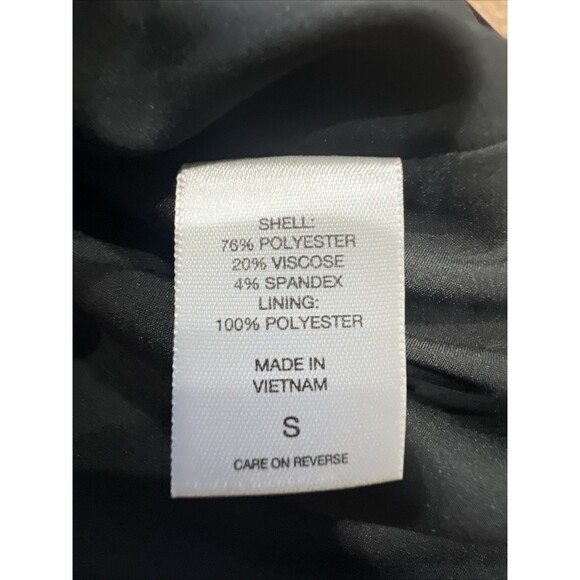 SHELL:
76% POLYESTER
20% VISCOSE
4% SPANDEX
LINING:
100% POLYESTER
MADE IN
VIETNAM
S
CARE ON REVERSE